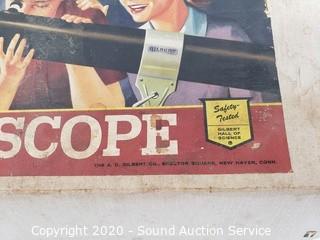 GILBERT
Safety-
Tested
GILBERT
HALL OF
SCIENCE
SCOPE
THE A. C. GILBERT CO., ERECTOR SQUARE, NEW HAVEN, CONN.
Copyright 2020 - Sound Auction Service